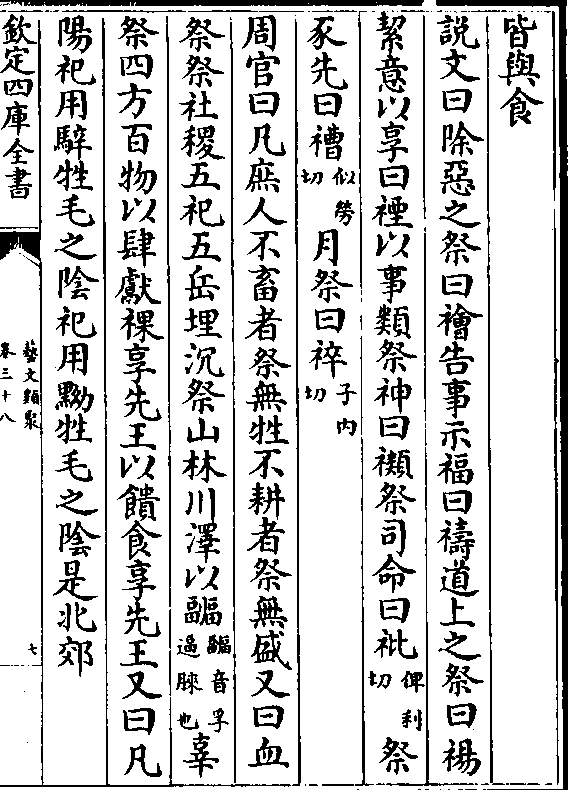 皆與食
說文曰除惡之祭曰禬告事示福曰禱道上之祭曰禓
絜意以享曰禋以事類祭神曰禷祭司命曰祂俾利切祭
豕先曰禮似勞切月祭曰祽子内切
周官曰凡庶人不畜者祭無牲不耕者祭無盛又曰血
祭祭社稷五祀五岳埋沉祭山林川澤以疈疈音孚逼腺也辜
祭四方百物以肆獻祼享先王以饋食享先王又曰凡
陽祀用騂牲毛之陰祀用黝牲毛之陰是北郊
欽定四庫全書
藝文類聚
卷三十八
七